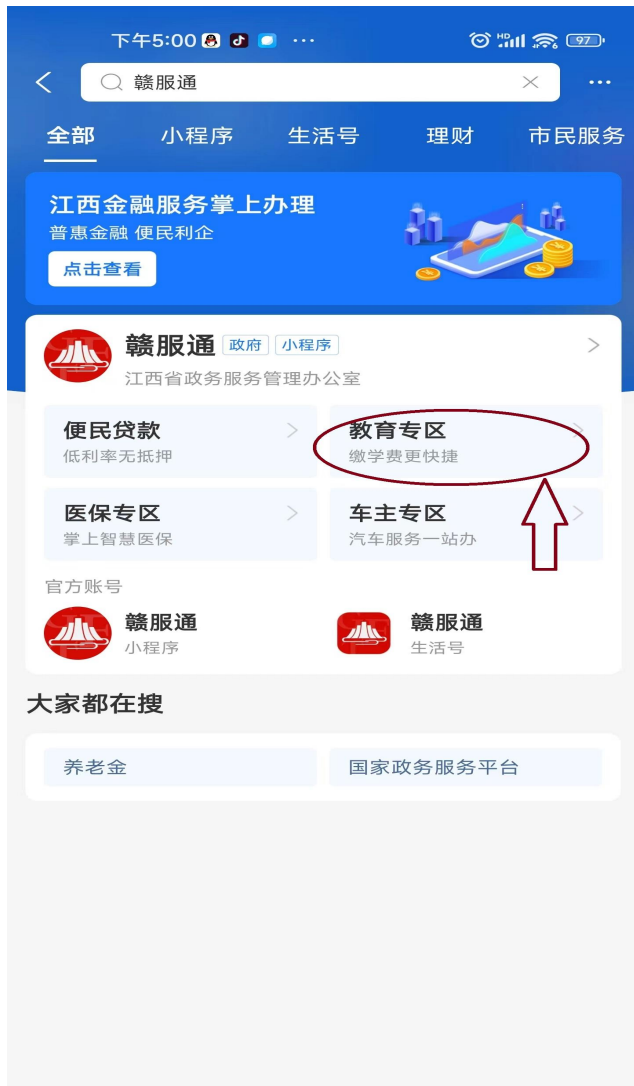 下午5:00 ··· HD 97
赣服通
全部 小程序 生活号 理财 市民服务
江西金融服务掌上办理
普惠金融 便民利企
点击查看
赣服通 政府 小程序
江西省政务服务管理办公室
便民贷款 教育专区
低利率无抵押 缴学费更快捷
医保专区 车主专区
掌上智慧医保 汽车服务一站办
官方账号
赣服通 赣服通
小程序 生活号
大家都在搜
养老金 国家政务服务平台